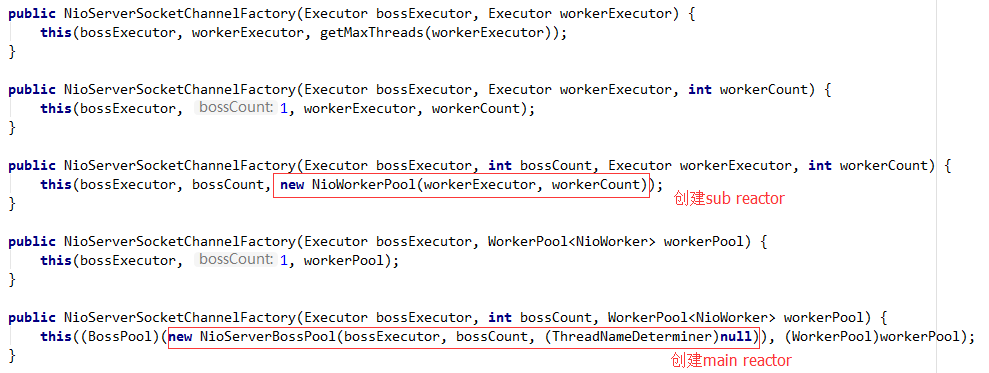 public NioServerSocketChannelFactory(Executor bossExecutor, Executor workerExecutor) {
    this(bossExecutor, workerExecutor, getMaxThreads(workerExecutor));
}
public NioServerSocketChannelFactory(Executor bossExecutor, Executor workerExecutor, int workerCount) {
    this(bossExecutor, bossCount: 1, workerExecutor, workerCount);
}
public NioServerSocketChannelFactory(Executor bossExecutor, int bossCount, Executor workerExecutor, int workerCount) {
    this(bossExecutor, bossCount, new NioWorkerPool(workerExecutor, workerCount));
创建sub reactor
}
public NioServerSocketChannelFactory(Executor bossExecutor, WorkerPool<NioWorker> workerPool) {
    this(bossExecutor, bossCount: 1, workerPool);
}
public NioServerSocketChannelFactory(Executor bossExecutor, int bossCount, WorkerPool<NioWorker> workerPool) {
    this((BossPool)(new NioServerBossPool(bossExecutor, bossCount, (ThreadNameDeterminer)null)), (WorkerPool)workerPool);
创建main reactor
}